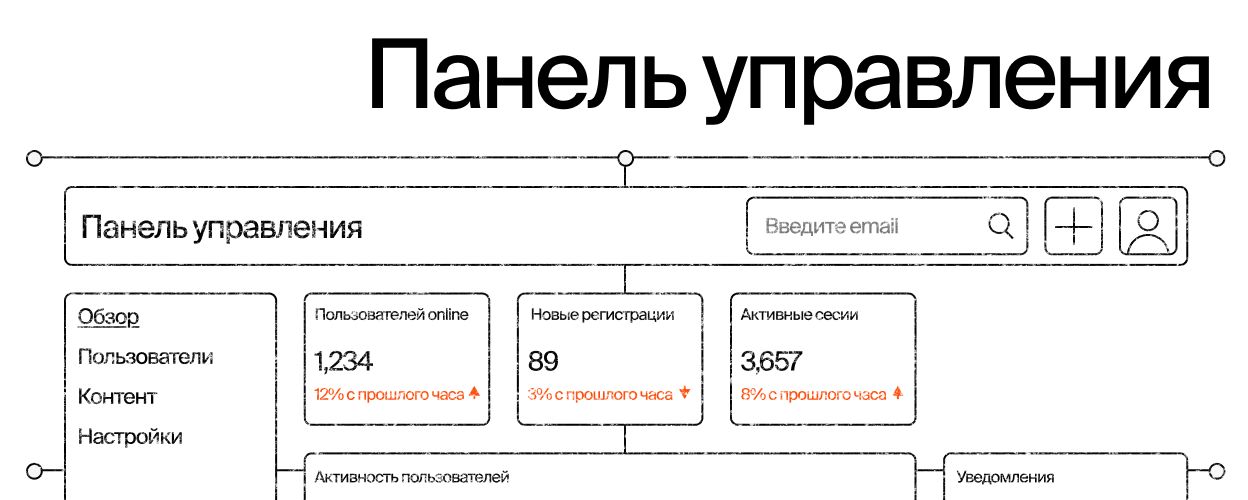 Панель управления
Панель управления
Введите email
Обзор
Пользователи
Контент
Настройки
Пользователей online
1,234
12% с прошлого часа
Новые регистрации
89
3% с прошлого часа
Активные сесии
3,657
8% с прошлого часа
Активность пользователей
Уведомления